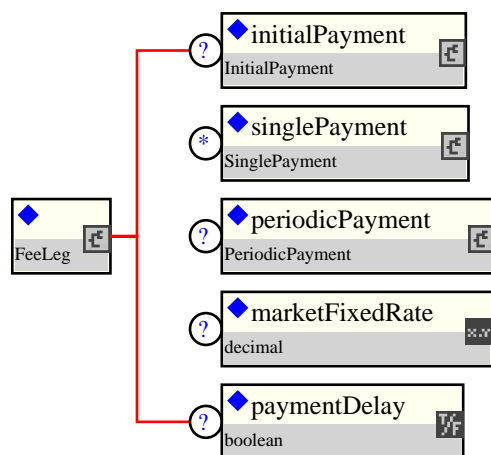 ?
initialPayment
InitialPayment
*
singlePayment
SinglePayment
FeeLeg
?
periodicPayment
PeriodicPayment
?
marketFixedRate
x.y
decimal
?
paymentDelay
T/F
boolean